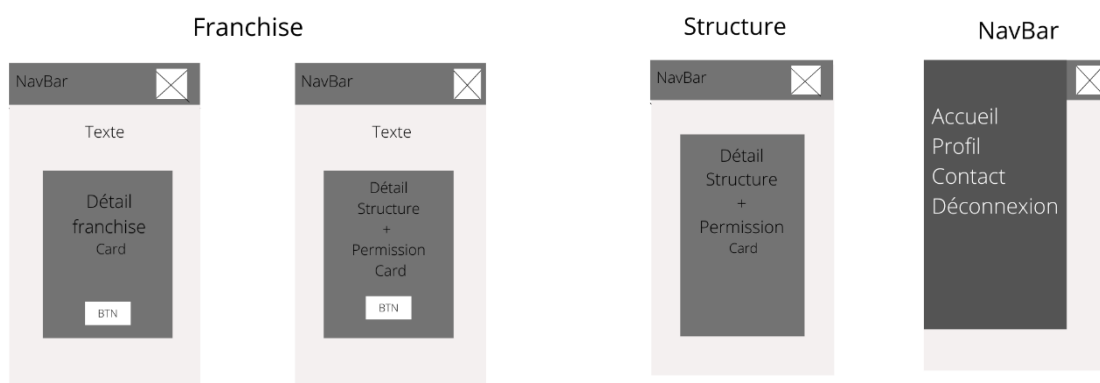 Franchise
NavBar
Texte
Détail
franchise
Card
BTN
NavBar
Texte
Détail
Structure
+
Permission
Card
BTN
Structure
NavBar
Détail
Structure
+
Permission
Card
NavBar
Accueil
Profil
Contact
Déconnexion